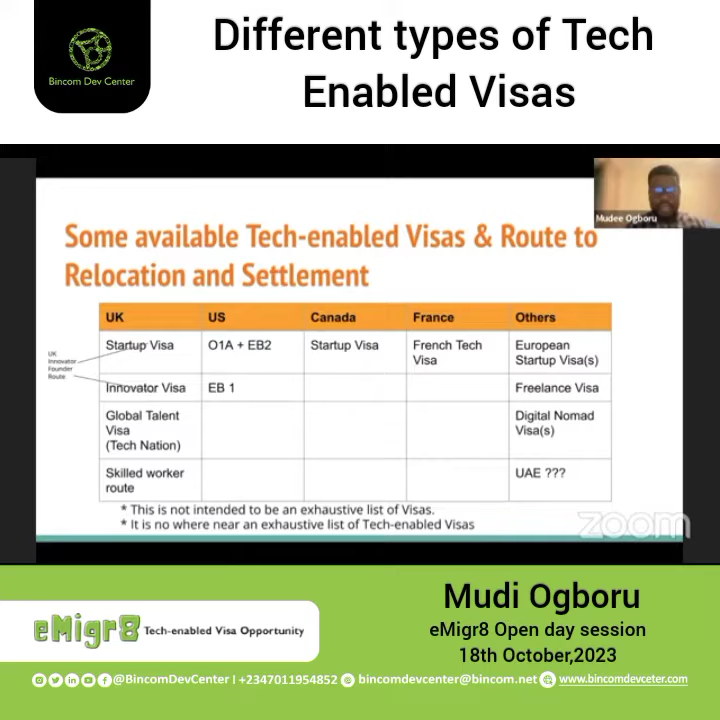 Bincom Dev Center
Different types of Tech
Enabled Visas
Mudee Ogboru
Some available Tech-enabled Visas & Route to
Relocation and Settlement
UK
US
Canada
France
Others
UK
Innovator
Founder
Route
Startup Visa
O1A + EB2
Startup Visa
French Tech
Visa
European
Startup Visa(s)
Innovator Visa
EB 1
Freelance Visa
Global Talent
Visa
(Tech Nation)
Digital Nomad
Visa(s)
Skilled worker
route
UAE ???
* This is not intended to be an exhaustive list of Visas.
* It is no where near an exhaustive list of Tech-enabled Visas
zoom
eMigr8 Tech-enabled Visa Opportunity
Mudi Ogboru
eMigr8 Open day session
18th October,2023
@BincomDevCenter I +2347011954852 bincomdevcenter@bincom.net www.bincomdevceter.com